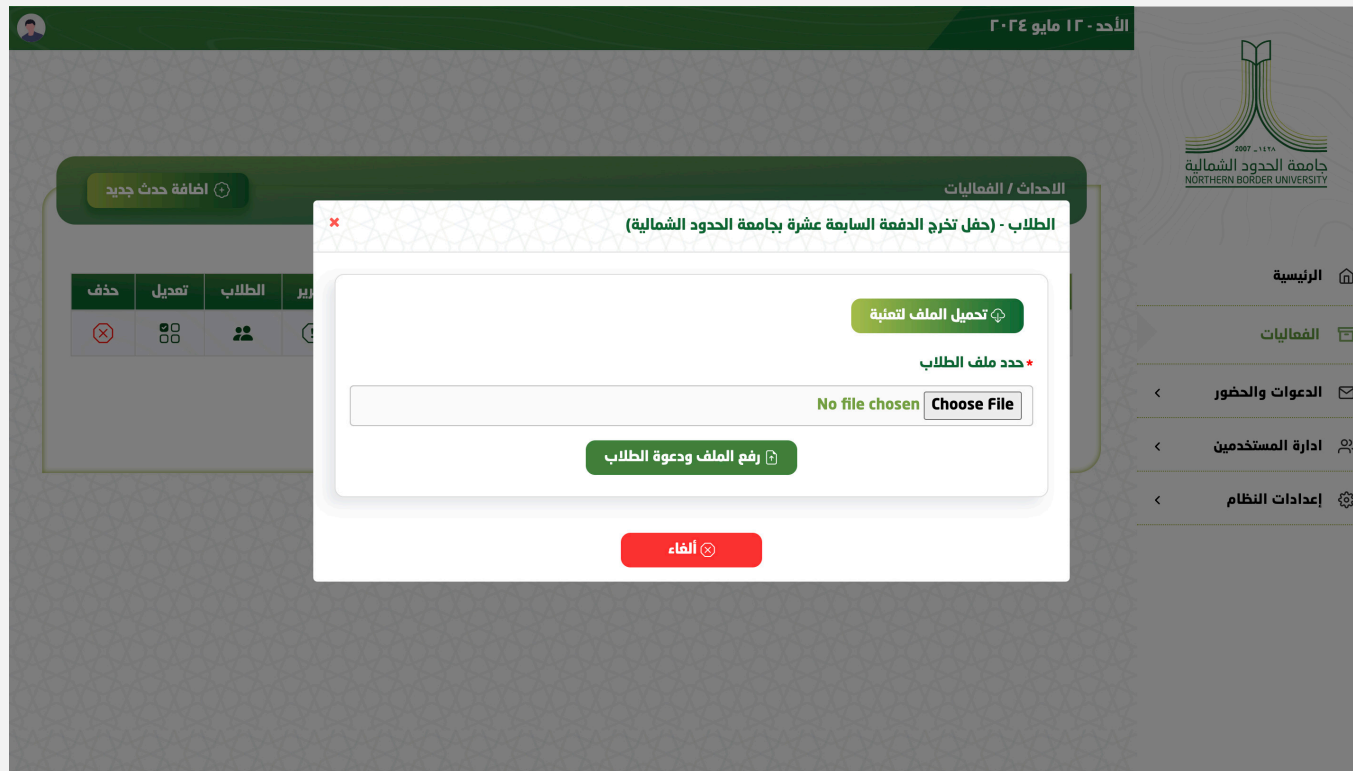 الأحد - ١٢ مايو ٢٠٢٤
١٤٢٨ - 2007
جامعة الحدود الشمالية
NORTHERN BORDER UNIVERSITY
الرئيسية
الفعاليات
الدعوات والحضور
ادارة المستخدمين
إعدادات النظام
الاحداث / الفعاليات
اضافة حدث جديد
الطلاب - (حفل تخرج الدفعة السابعة عشرة بجامعة الحدود الشمالية)
الطلاب تعديل حذف
تحميل الملف لتعبئة
* حدد ملف الطلاب
Choose File No file chosen
رفع الملف ودعوة الطلاب
ألغاء